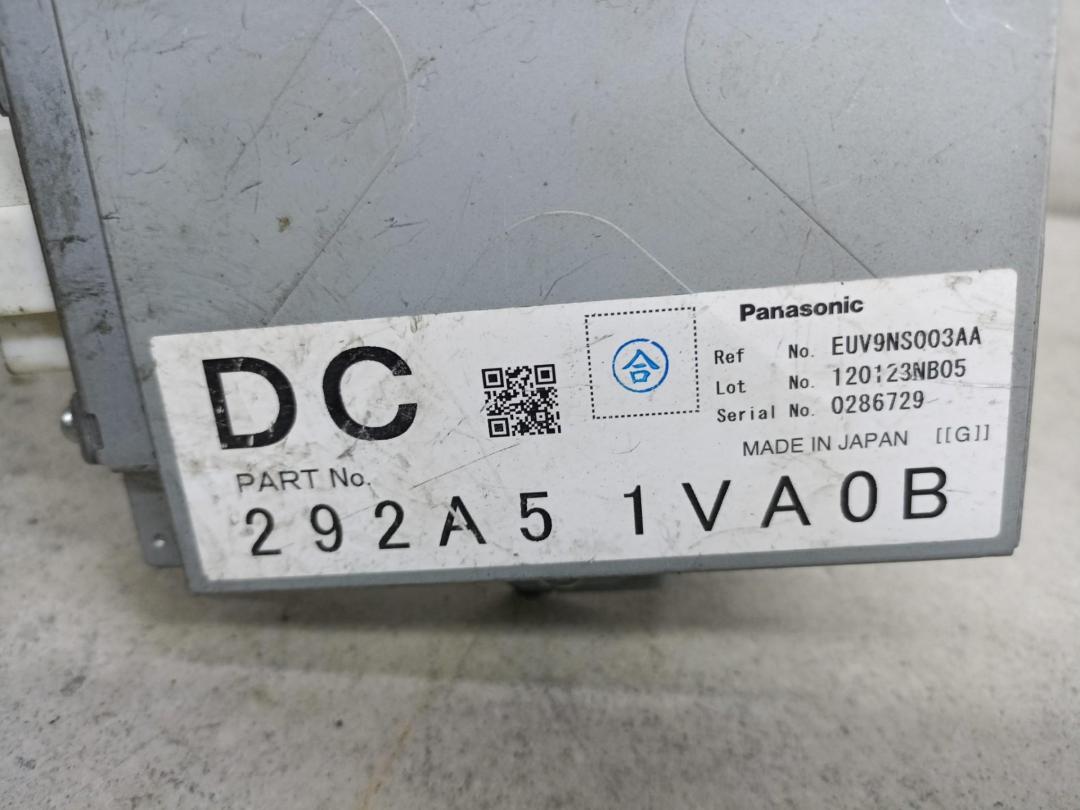 DC
合
Panasonic
Ref No. EUV9NS003AA
Lot No. 120123NB05
Serial No. 0286729
MADE IN JAPAN [[G]]
PART No.
292A5 1VA0B